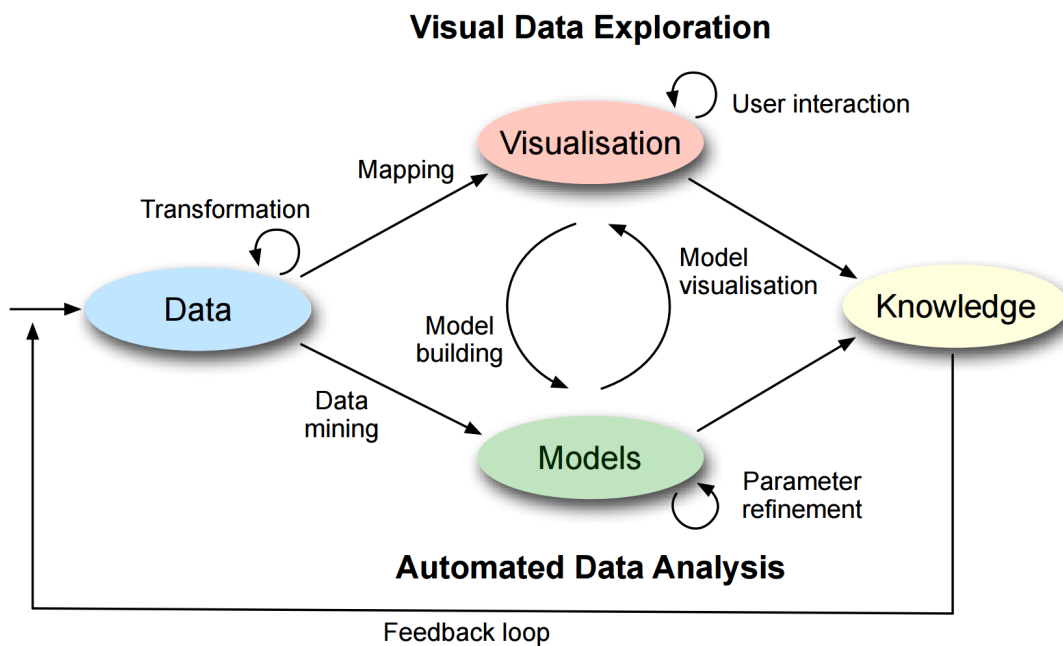 Visual Data Exploration
User interaction
Visualisation
Mapping
Transformation
Model
visualisation
Data
Knowledge
Model
building
Data
mining
Models
Parameter
refinement
Automated Data Analysis
Feedback loop